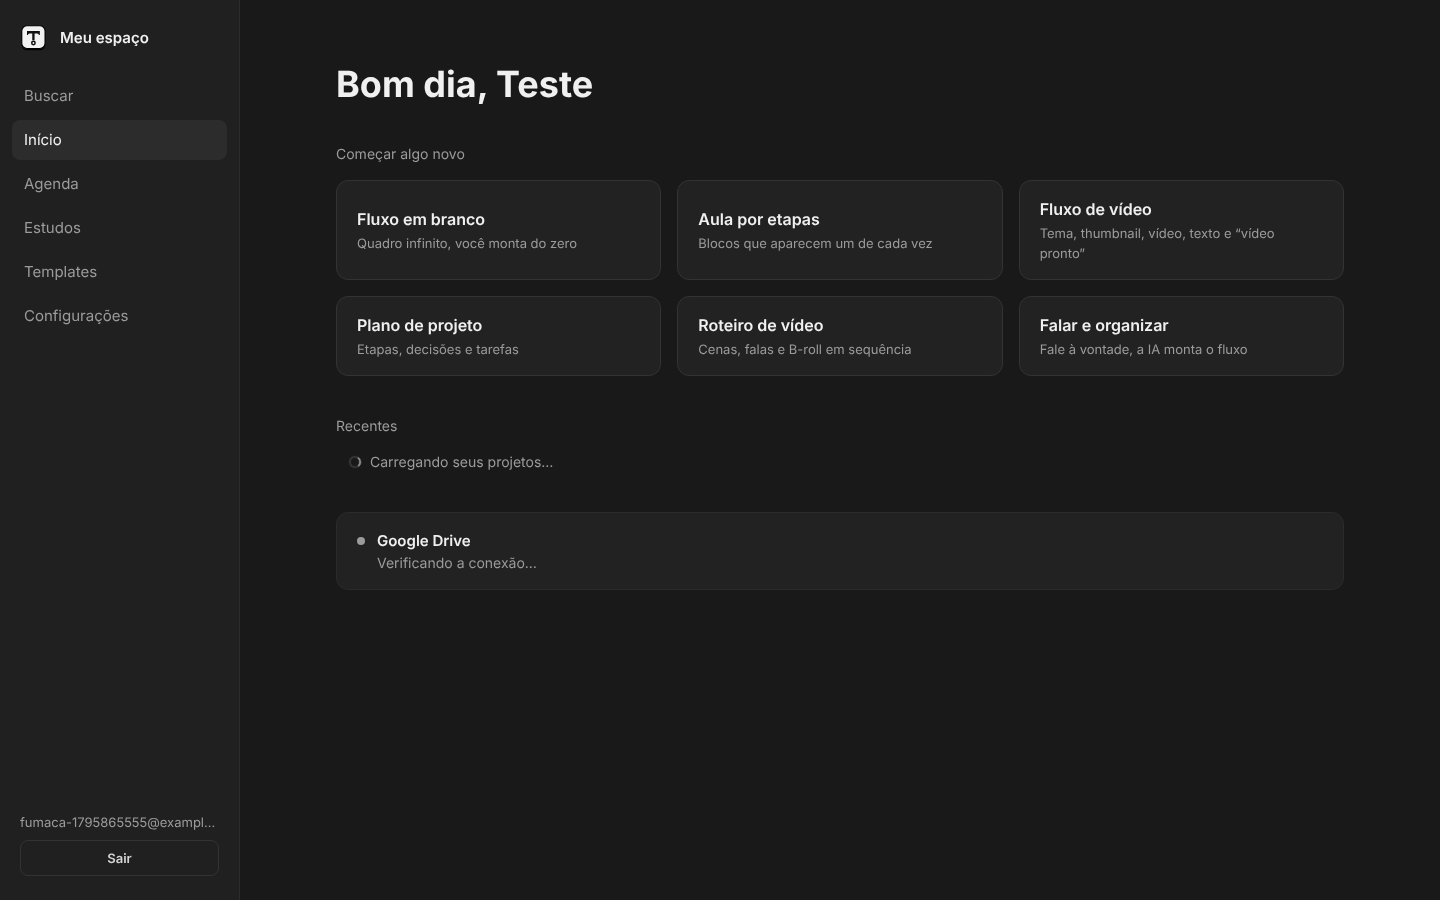 Meu espaço
Buscar
Início
Agenda
Estudos
Templates
Configurações
fumaca-1795865555@exampl...
Sair
Bom dia, Teste
Começar algo novo
Fluxo em branco
Quadro infinito, você monta do zero
Aula por etapas
Blocos que aparecem um de cada vez
Fluxo de vídeo
Tema, thumbnail, vídeo, texto e “vídeo
pronto”
Plano de projeto
Etapas, decisões e tarefas
Roteiro de vídeo
Cenas, falas e B-roll em sequência
Falar e organizar
Fale à vontade, a IA monta o fluxo
Recentes
Carregando seus projetos...
Google Drive
Verificando a conexão...